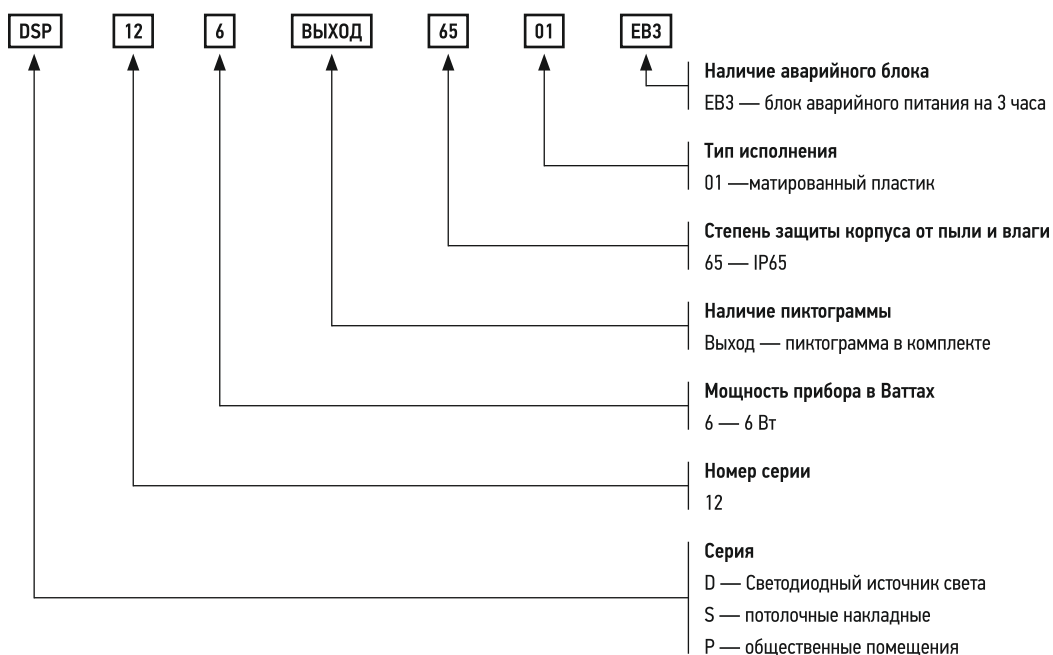 DSP 12 6 ВЫХОД 65 01 EB3
Наличие аварийного блока
EB3 — блок аварийного питания на 3 часа
Тип исполнения
01 —матированный пластик
Степень защиты корпуса от пыли и влаги
65 — IP65
Наличие пиктограммы
Выход — пиктограмма в комплекте
Мощность прибора в Ваттах
6 — 6 Вт
Номер серии
12
Серия
D — Светодиодный источник света
S — потолочные накладные
P — общественные помещения